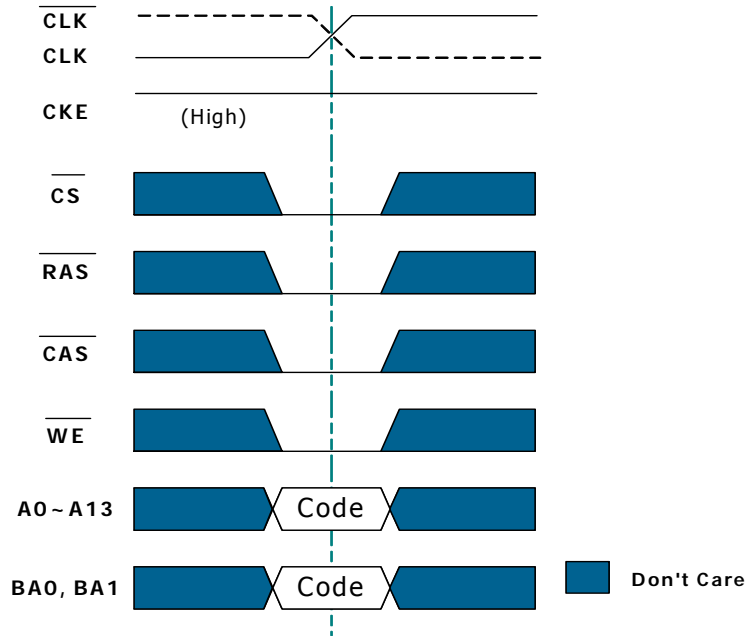 CLK
CLK
CKE
(High)
CS
RAS
CAS
WE
A0~A13
Code
BA0, BA1
Code
Don't Care